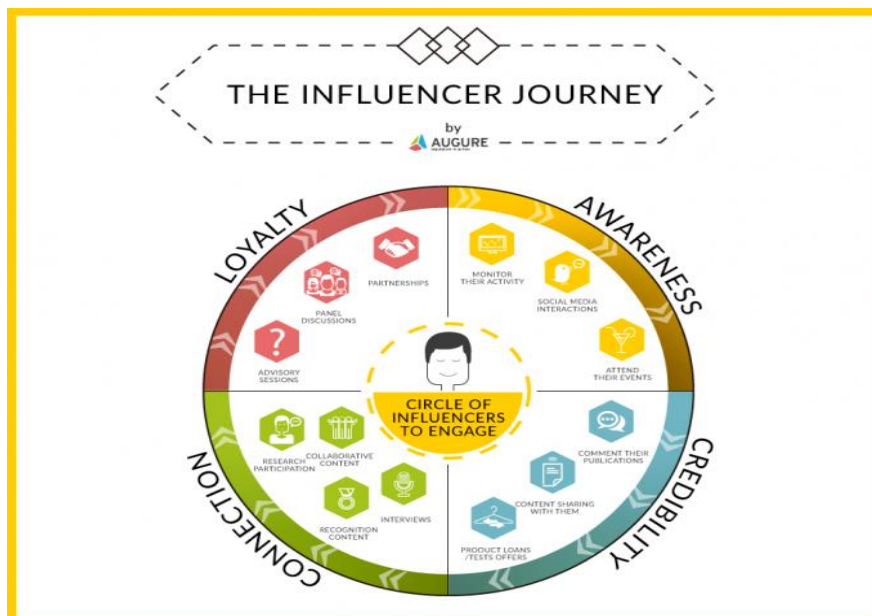 THE INFLUENCER JOURNEY
by
AUGURE
AWARENESS
MONITOR
THEIR ACTIVITY
SOCIAL MEDIA
INTERACTIONS
ATTEND
THEIR EVENTS
CREDIBILITY
COMMENT THEIR
PUBLICATIONS
CONTENT SHARING
WITH THEM
PRODUCT LOANS
/TESTS OFFERS
CONNECTION
INTERVIEWS
RECOGNITION
CONTENT
COLLABORATIVE
CONTENT
RESEARCH
PARTICIPATION
LOYALTY
ADVISORY
SESSIONS
PANEL
DISCUSSIONS
PARTNERSHIPS
CIRCLE OF
INFLUENCERS
TO ENGAGE